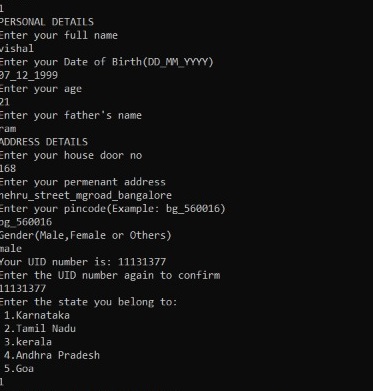 1
PERSONAL DETAILS
Enter your full name
vishal
Enter your Date of Birth(DD_MM_YYYY)
07_12_1999
Enter your age
21
Enter your father's name
ram
ADDRESS DETAILS
Enter your house door no
168
Enter your permenant address
nehru_street_mgroad_bangalore
Enter your pincode(Example: bg_560016)
bg_560016
Gender(Male,Female or Others)
male
Your UID number is: 11131377
Enter the UID number again to confirm
11131377
Enter the state you belong to:
1.Karnataka
2.Tamil Nadu
3.kerala
4.Andhra Pradesh
5.Goa
1